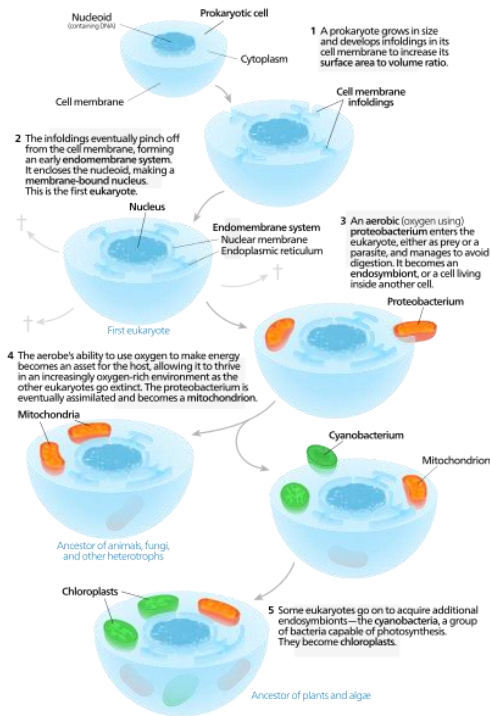 Nucleoid
(containing DNA)
Prokaryotic cell
Cytoplasm
Cell membrane
1 A prokaryote grows in size
and develops infoldings in its
cell membrane to increase its
surface area to volume ratio.
Cell membrane
infoldings
2 The infoldings eventually pinch off
from the cell membrane, forming
an early endomembrane system.
It encloses the nucleoid, making a
membrane-bound nucleus.
This is the first eukaryote.
Nucleus
Endomembrane system
Nuclear membrane
Endoplasmic reticulum
First eukaryote
3 An aerobic (oxygen using)
proteobacterium enters the
eukaryote, either as prey or a
parasite, and manages to avoid
digestion. It becomes an
endosymbiont, or a cell living
inside another cell.
Proteobacterium
4 The aerobe's ability to use oxygen to make energy
becomes an asset for the host, allowing it to thrive
in an increasingly oxygen-rich environment as the
other eukaryotes go extinct. The proteobacterium is
eventually assimilated and becomes a mitochondrion.
Mitochondria
Ancestor of animals, fungi,
and other heterotrophs
Cyanobacterium
Mitochondrion
Chloroplasts
5 Some eukaryotes go on to acquire additional
endosymbionts—the cyanobacteria, a group
of bacteria capable of photosynthesis.
They become chloroplasts.
Ancestor of plants and algae